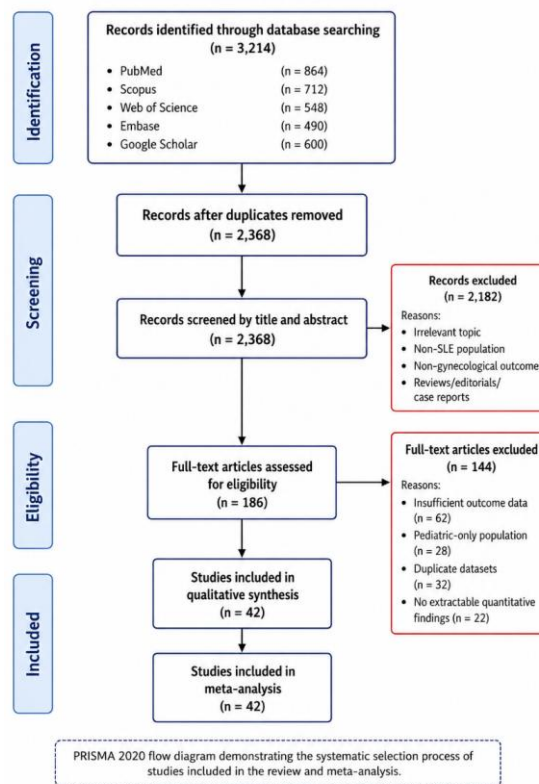 Identification
Records identified through database searching
(n = 3,214)
• PubMed (n = 864)
• Scopus (n = 712)
• Web of Science (n = 548)
• Embase (n = 490)
• Google Scholar (n = 600)
Screening
Records after duplicates removed
(n = 2,368)
Records screened by title and abstract
(n = 2,368)
Records excluded
(n = 2,182)
Reasons:
• Irrelevant topic
• Non-SLE population
• Non-gynecological outcome
• Reviews/editorials/
case reports
Eligibility
Full-text articles assessed
for eligibility
(n = 186)
Full-text articles excluded
(n = 144)
Reasons:
• Insufficient outcome data
(n = 62)
• Pediatric-only population
(n = 28)
• Duplicate datasets
(n = 32)
• No extractable quantitative
findings (n = 22)
Included
Studies included in
qualitative synthesis
(n = 42)
Studies included in
meta-analysis
(n = 42)
PRISMA 2020 flow diagram demonstrating the systematic selection process of
studies included in the review and meta-analysis.